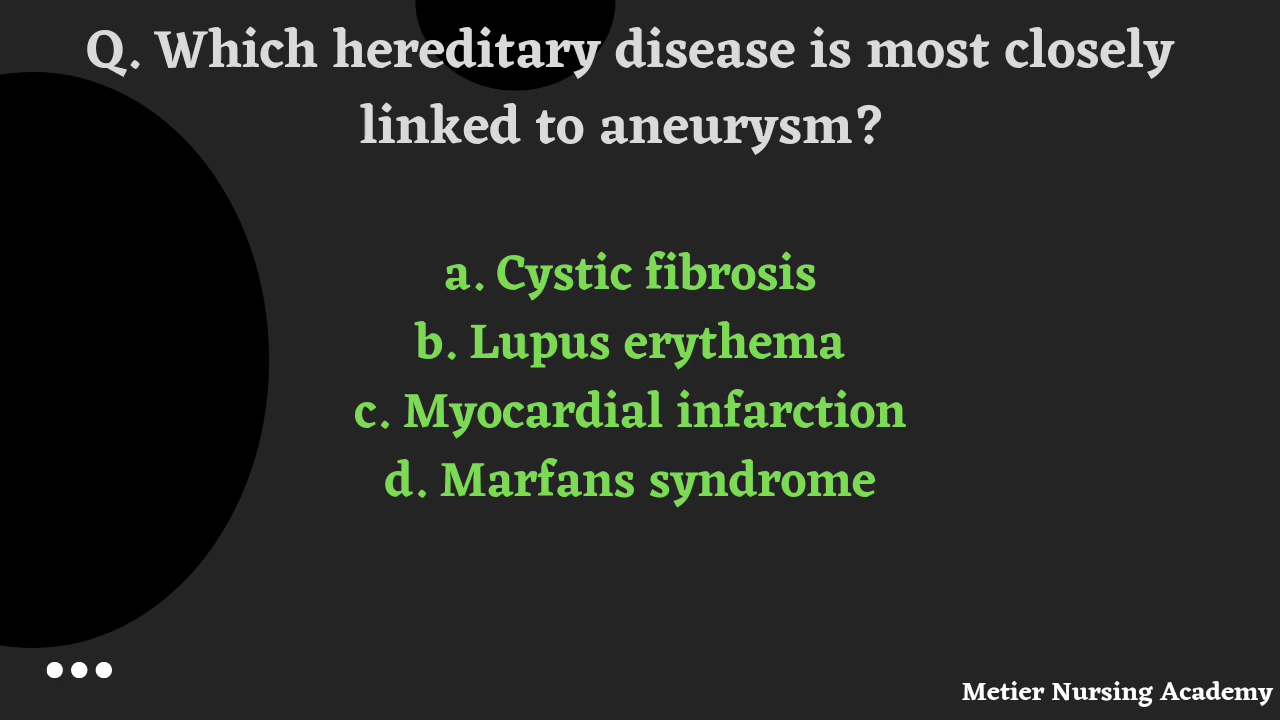 Q. Which hereditary disease is most closely
linked to aneurysm?
a. Cystic fibrosis
b. Lupus erythema
c. Myocardial infarction
d. Marfans syndrome
Metier Nursing Academy